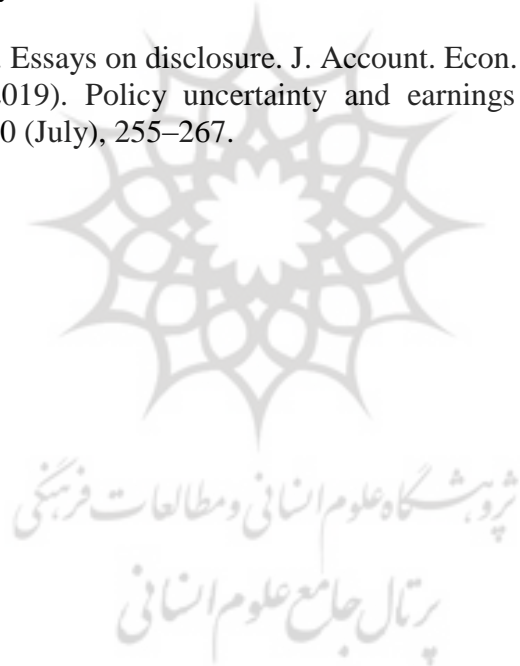 . Essays on disclosure. J. Account. Econ.
2019). Policy uncertainty and earnings
0 (July), 255–267.
پژوهشگاه علوم انسانی و مطالعات فرهنگی
پرتال جامع علوم انسانی